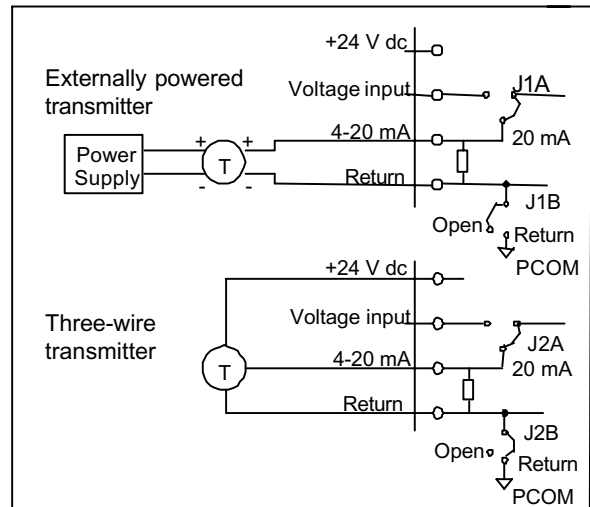 +24 V dc
Externally powered
transmitter
Voltage input
J1A
+ +
4-20 mA
20 mA
Power
Supply
T
- -
Return
J1B
Open
Return
PCOM
+24 V dc
Three-wire
transmitter
Voltage input
J2A
T
4-20 mA
20 mA
Return
J2B
Open
Return
PCOM